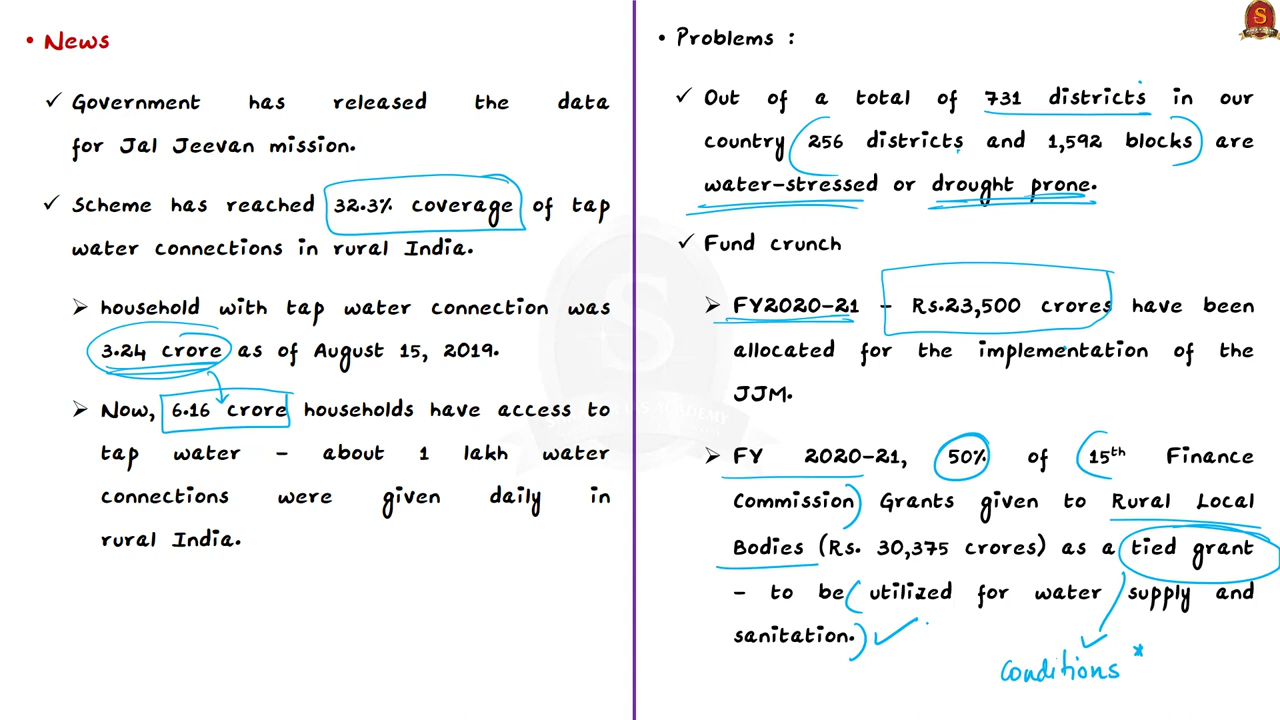 • News
✓ Government has released the data
for Jal Jeevan mission.
✓ Scheme has reached 32.3% coverage of tap
water connections in rural India.
➢ household with tap water connection was
3.24 crore as of August 15, 2019.
➢ Now, 6.16 crore households have access to
tap water – about 1 lakh water
connections were given daily in
rural India.
• Problems :
✓ Out of a total of 731 districts in our
country 256 districts and 1,592 blocks are
water-stressed or drought prone.
✓ Fund crunch
➢ FY2020-21 – Rs.23,500 crores have been
allocated for the implementation of the
JJM.
➢ FY 2020-21, 50% of 15th Finance
Commission Grants given to Rural Local
Bodies (Rs. 30,375 crores) as a tied grant
– to be utilized for water supply and
sanitation.
Conditions *